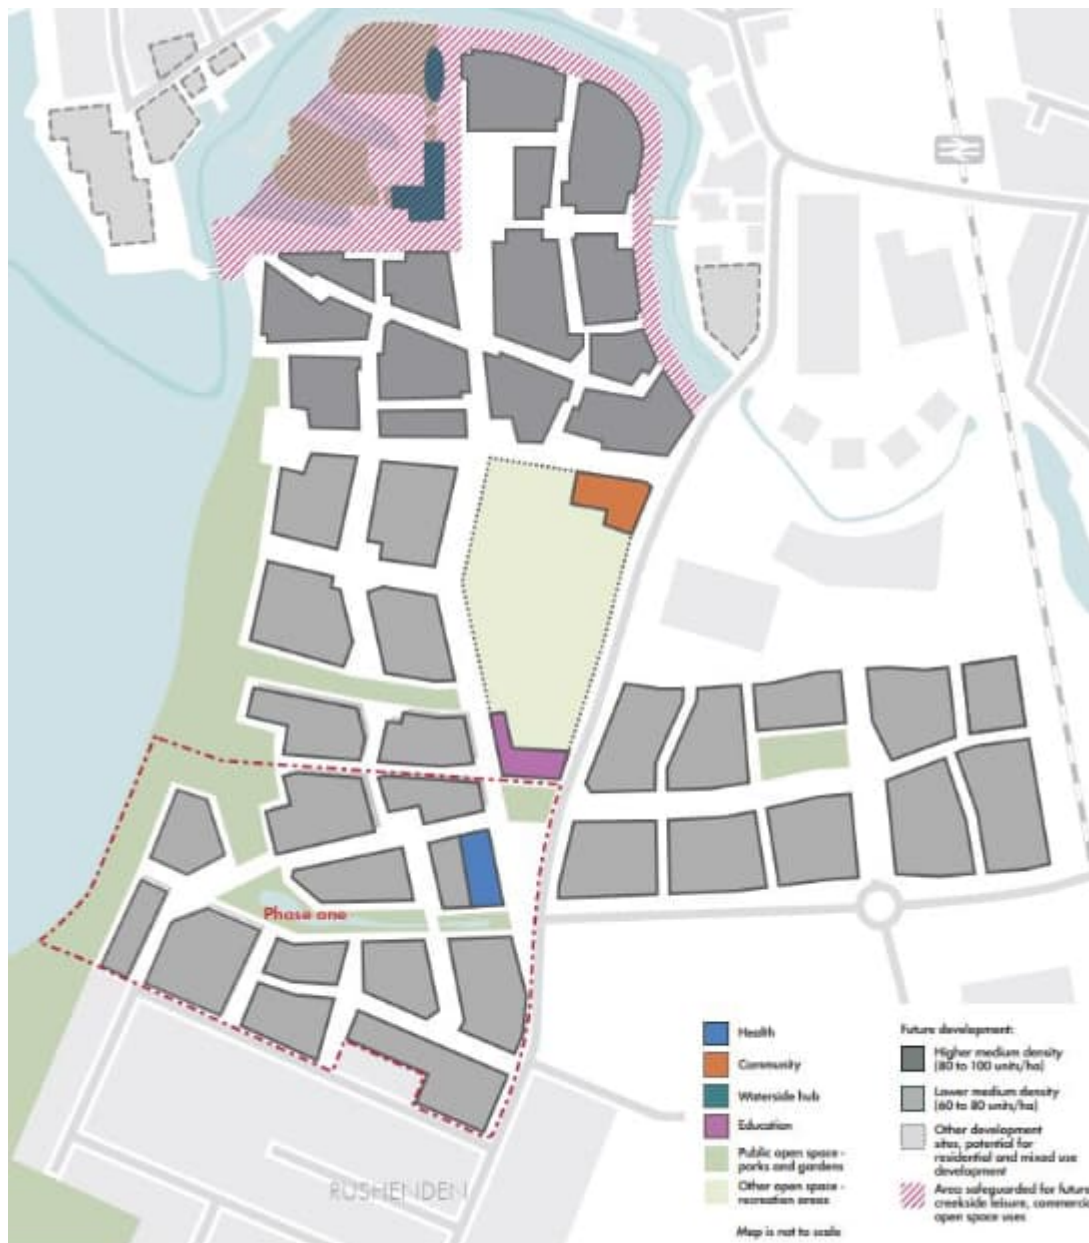 Phase one
RUSHENDEN
Health
Community
Waterside hub
Education
Public open space -
parks and gardens
Other open space -
recreation areas
Map is not to scale
Future development:
Higher medium density
(80 to 100 units/ha)
Lower medium density
(60 to 80 units/ha)
Other development
sites, potential for
residential and mixed use
development
Area safeguarded for future
creekside leisure, commercia
open space uses